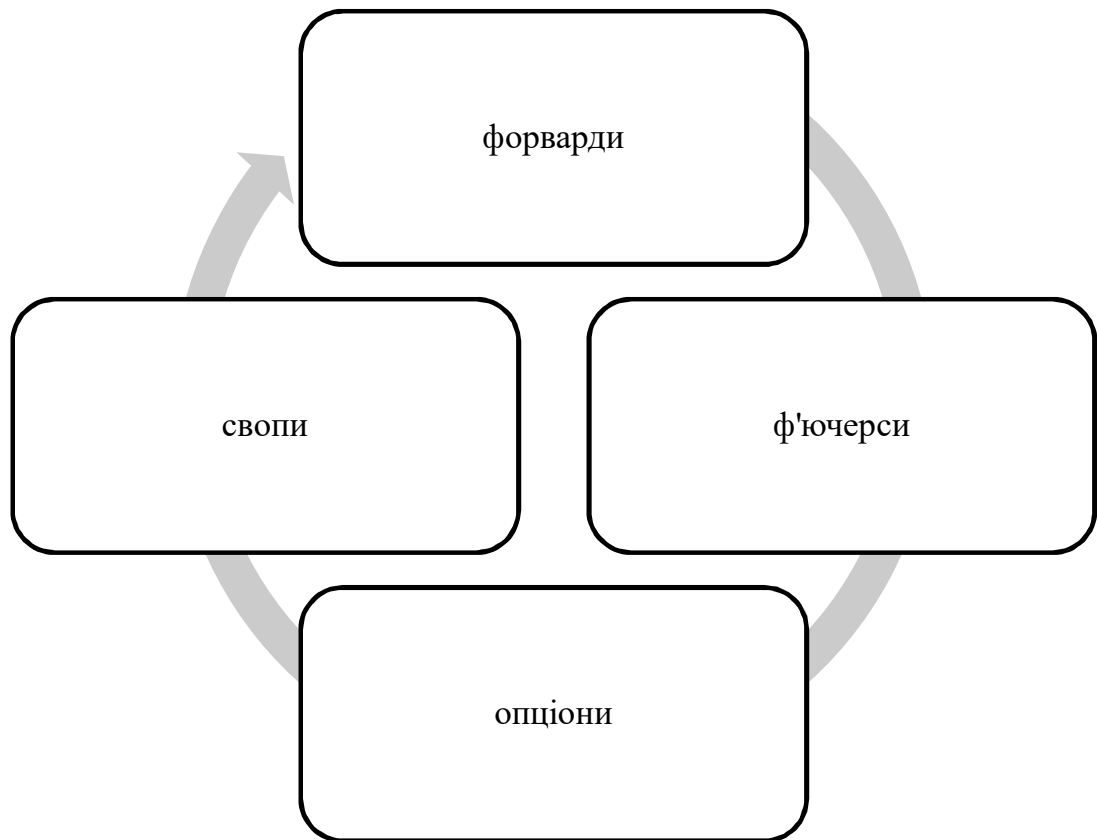 форварди
свопи
ф'ючерси
опціони